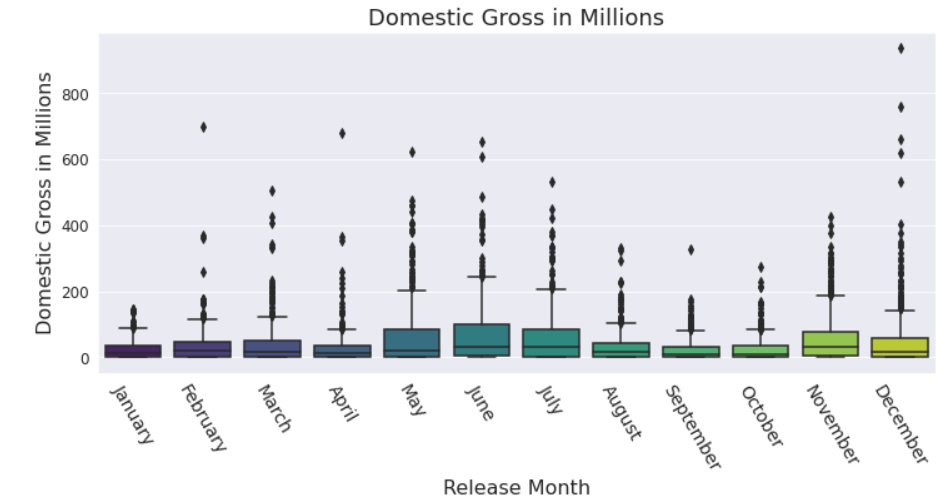 Domestic Gross in Millions
Domestic Gross in Millions
800
600
400
200
0
January
February
March
April
May
June
July
August
September
October
November
December
Release Month